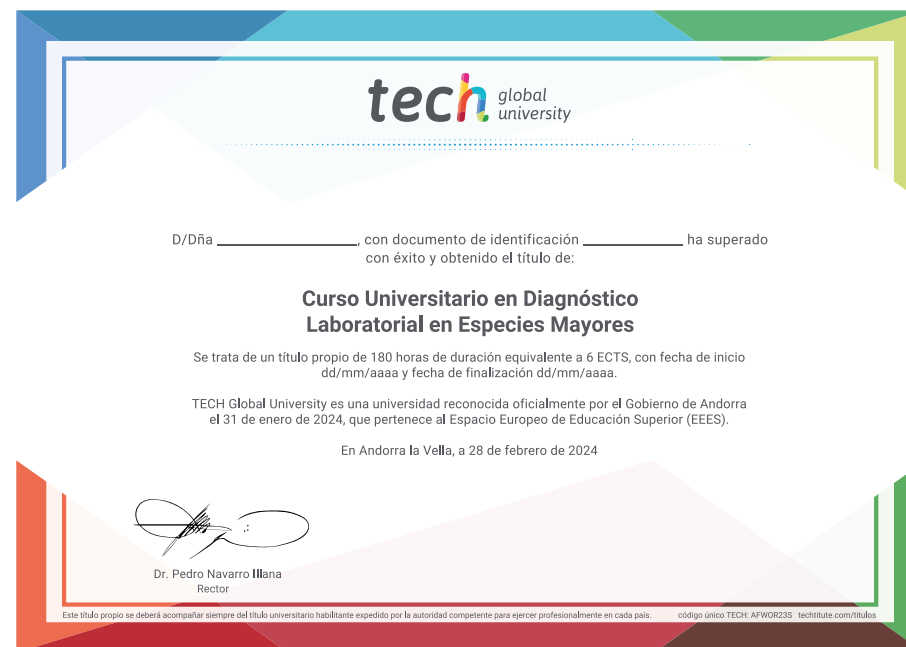 tech global
university
D/Dña ____________, con documento de identificación ____________ ha superado
con éxito y obtenido el título de:
Curso Universitario en Diagnóstico
Laboratorial en Especies Mayores
Se trata de un título propio de 180 horas de duración equivalente a 6 ECTS, con fecha de inicio
dd/mm/aaaa y fecha de finalización dd/mm/aaaa.
TECH Global University es una universidad reconocida oficialmente por el Gobierno de Andorra
el 31 de enero de 2024, que pertenece al Espacio Europeo de Educación Superior (EEES).
En Andorra la Vella, a 28 de febrero de 2024
Dr. Pedro Navarro Illana
Rector
Este título propio se deberá acompañar siempre del título universitario habilitante expedido por la autoridad competente para ejercer profesionalmente en cada país. código único TECH: AFWOR23S techtitute.com/titulos